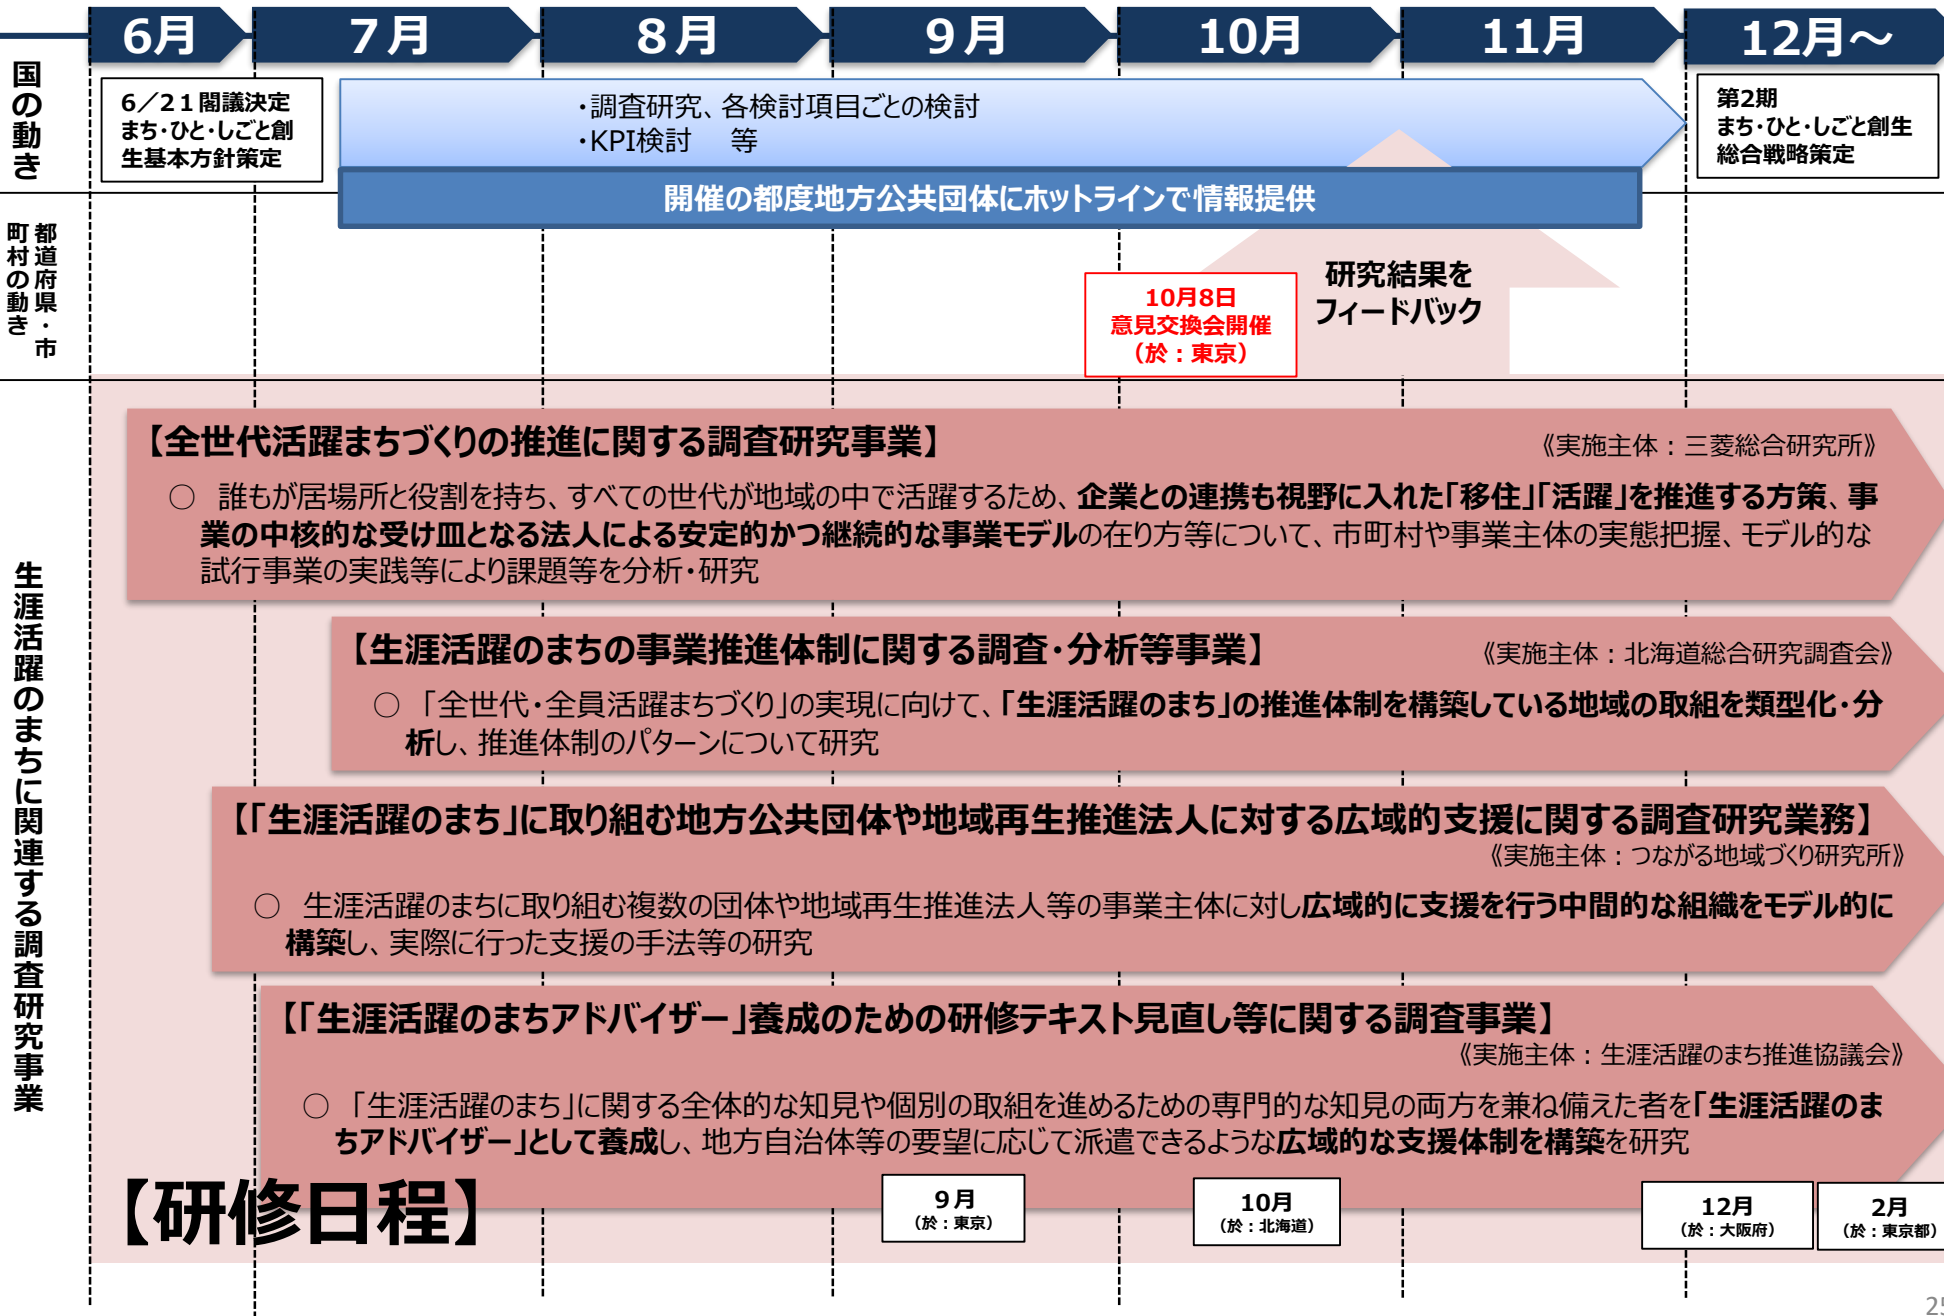 6月
7月
8月
9月
10月
11月
12月～
国の動き
6／21閣議決定
まち・ひと・しごと創
生基本方針策定
・調査研究、各検討項目ごとの検討
・KPI検討　等
第2期
まち・ひと・しごと創生
総合戦略策定
開催の都度地方公共団体にホットラインで情報提供
都道府県・市
町村の動き
10月8日
意見交換会開催
（於：東京）
研究結果を
フィードバック
生涯活躍のまちに関連する調査研究事業
【全世代活躍まちづくりの推進に関する調査研究事業】
《実施主体：三菱総合研究所》
○　誰もが居場所と役割を持ち、すべての世代が地域の中で活躍するため、企業との連携も視野に入れた「移住」「活躍」を推進する方策、事
業の中核的な受け皿となる法人による安定的かつ継続的な事業モデルの在り方等について、市町村や事業主体の実態把握、モデル的な
試行事業の実践等により課題等を分析・研究
【生涯活躍のまちの事業推進体制に関する調査・分析等事業】
《実施主体：北海道総合研究調査会》
○　「全世代・全員活躍まちづくり」の実現に向けて、「生涯活躍のまち」の推進体制を構築している地域の取組を類型化・分
析し、推進体制のパターンについて研究
【「生涯活躍のまち」に取り組む地方公共団体や地域再生推進法人に対する広域的支援に関する調査研究業務】
《実施主体：つながる地域づくり研究所》
○　生涯活躍のまちに取り組む複数の団体や地域再生推進法人等の事業主体に対し広域的に支援を行う中間的な組織をモデル的に
構築し、実際に行った支援の手法等の研究
【「生涯活躍のまちアドバイザー」養成のための研修テキスト見直し等に関する調査事業】
《実施主体：生涯活躍のまち推進協議会》
○　「生涯活躍のまち」に関する全体的な知見や個別の取組を進めるための専門的な知見の両方を兼ね備えた者を「生涯活躍のま
ちアドバイザー」として養成し、地方自治体等の要望に応じて派遣できるような広域的な支援体制を構築を研究
【研修日程】
9月
（於：東京）
10月
（於：北海道）
12月
（於：大阪府）
2月
（於：東京都）
25